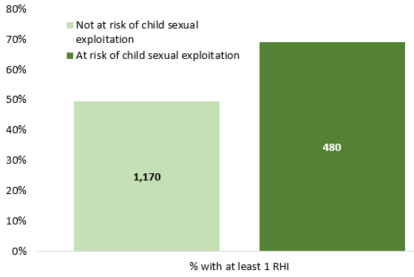 80%
Not at risk of child sexual
exploitation
At risk of child sexual exploitation
70%
60%
50%
40%
30%
20%
10%
0%
1,170
480
% with at least 1 RHI